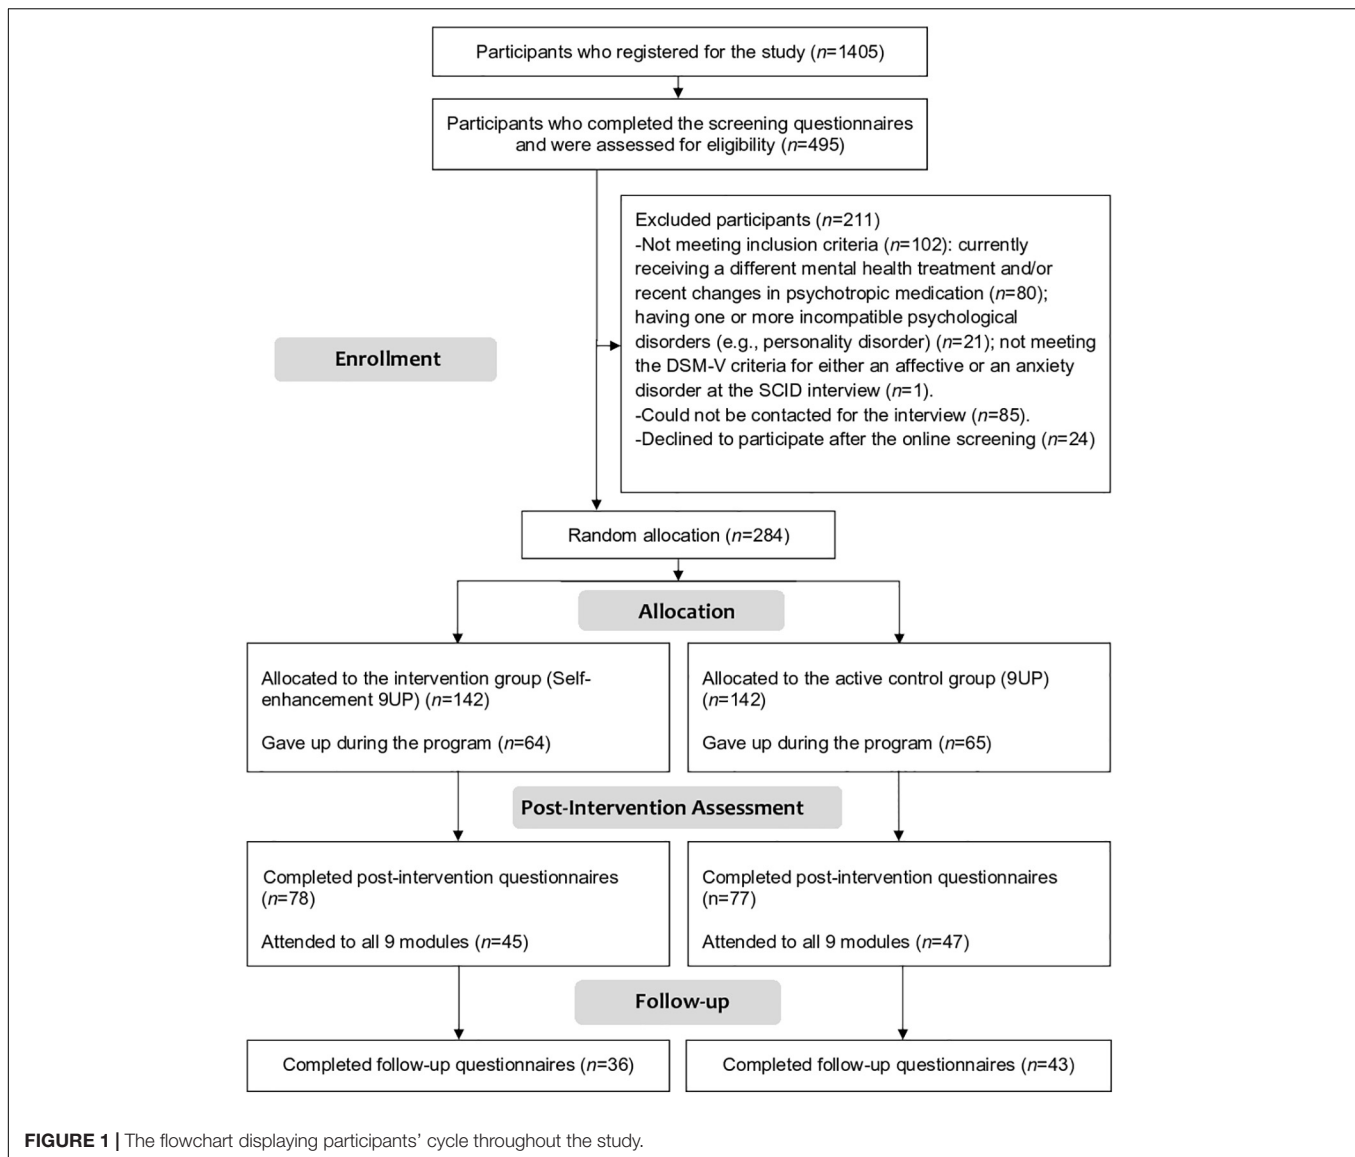 Participants who registered for the study (n=1405)
Participants who completed the screening questionnaires
and were assessed for eligibility (n=495)
Excluded participants (n=211)
-Not meeting inclusion criteria (n=102): currently
receiving a different mental health treatment and/or
recent changes in psychotropic medication (n=80);
having one or more incompatible psychological
disorders (e.g., personality disorder) (n=21); not meeting
the DSM-V criteria for either an affective or an anxiety
disorder at the SCID interview (n=1).
-Could not be contacted for the interview (n=85).
-Declined to participate after the online screening (n=24)
Enrollment
Random allocation (n=284)
Allocation
Allocated to the intervention group (Self-
enhancement 9UP) (n=142)
Gave up during the program (n=64)
Allocated to the active control group (9UP)
(n=142)
Gave up during the program (n=65)
Post-Intervention Assessment
Completed post-intervention questionnaires
(n=78)
Attended to all 9 modules (n=45)
Completed post-intervention questionnaires
(n=77)
Attended to all 9 modules (n=47)
Follow-up
Completed follow-up questionnaires (n=36)
Completed follow-up questionnaires (n=43)
FIGURE 1 | The flowchart displaying participants' cycle throughout the study.